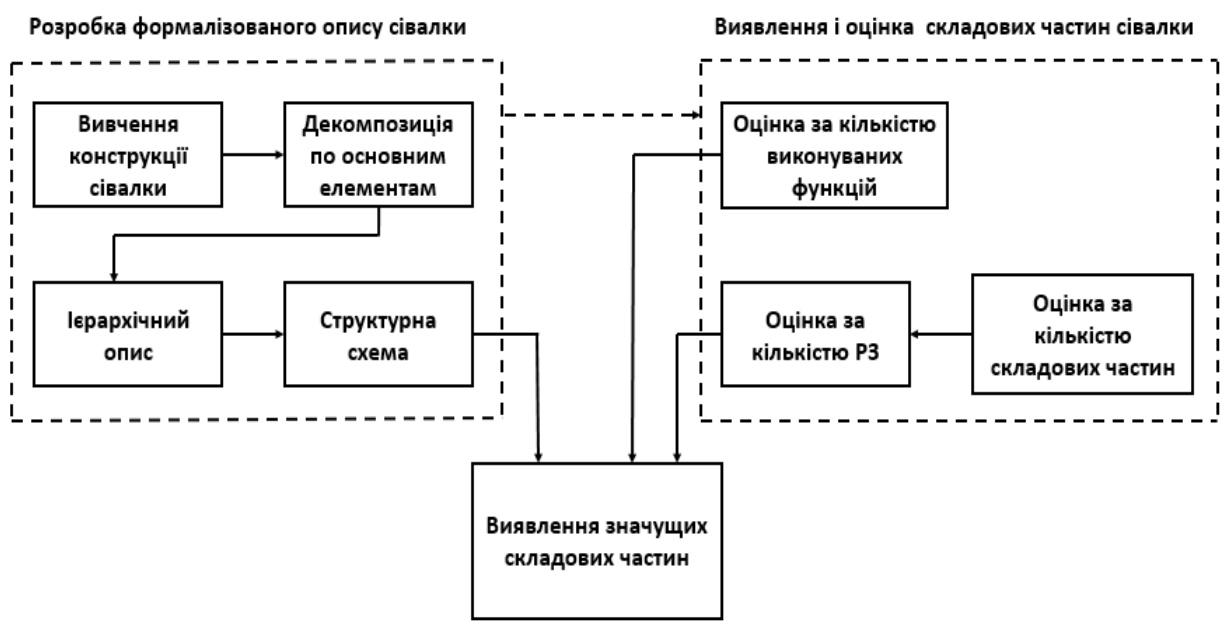 Розробка формалізованого опису сівалки
Вивчення
конструкції
сівалки
Декомпозиція
по основним
елементам
Ієрархічний
опис
Структурна
схема
Виявлення і оцінка складових частин сівалки
Оцінка за кількістю
виконуваних
функцій
Оцінка за
кількістю РЗ
Оцінка за
кількістю
складових частин
Виявлення значущих
складових частин